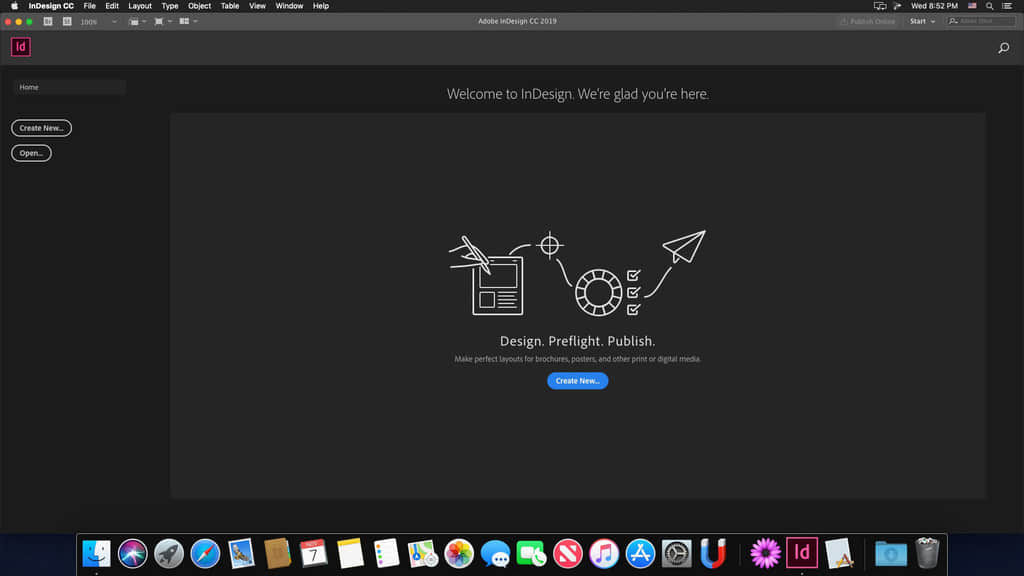 InDesign CC File Edit Layout Type Object Table View Window Help Wed 8:52 PM
Br St 100% Adobe InDesign CC 2019 Publish Online Start Adobe Stock
Id
Home
Welcome to InDesign. We're glad you're here.
Create New...
Open...
Design. Preflight. Publish.
Make perfect layouts for brochures, posters, and other print or digital media.
Create New...
NOV
7
Id